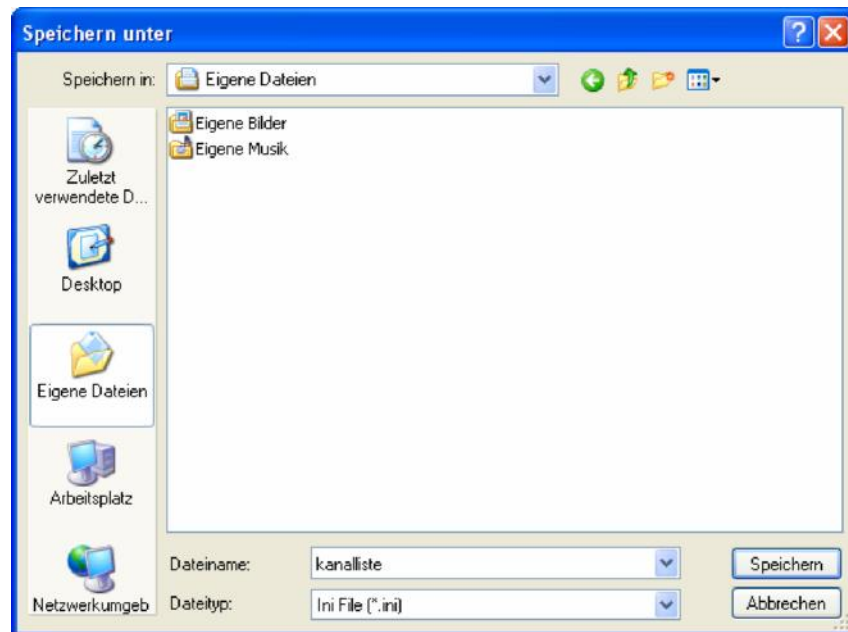 Speichern unter
Speichern in:
Eigene Dateien
Eigene Bilder
Eigene Musik
Zuletzt
verwendete D...
Desktop
Eigene Dateien
Arbeitsplatz
Netzwerkumgeb
Dateiname:
kanalliste
Speichern
Dateityp:
Ini File (*.ini)
Abbrechen